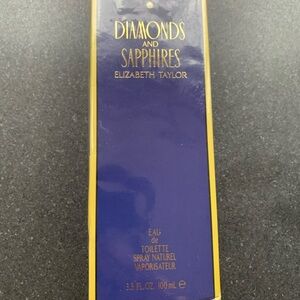 DIAMONDS
AND
SAPPHIRES
ELIZABETH TAYLOR
EAU
de
TOILETTE
SPRAY NATUREL
VAPORISATEUR
3.3 FL. OZ. 100 mL e